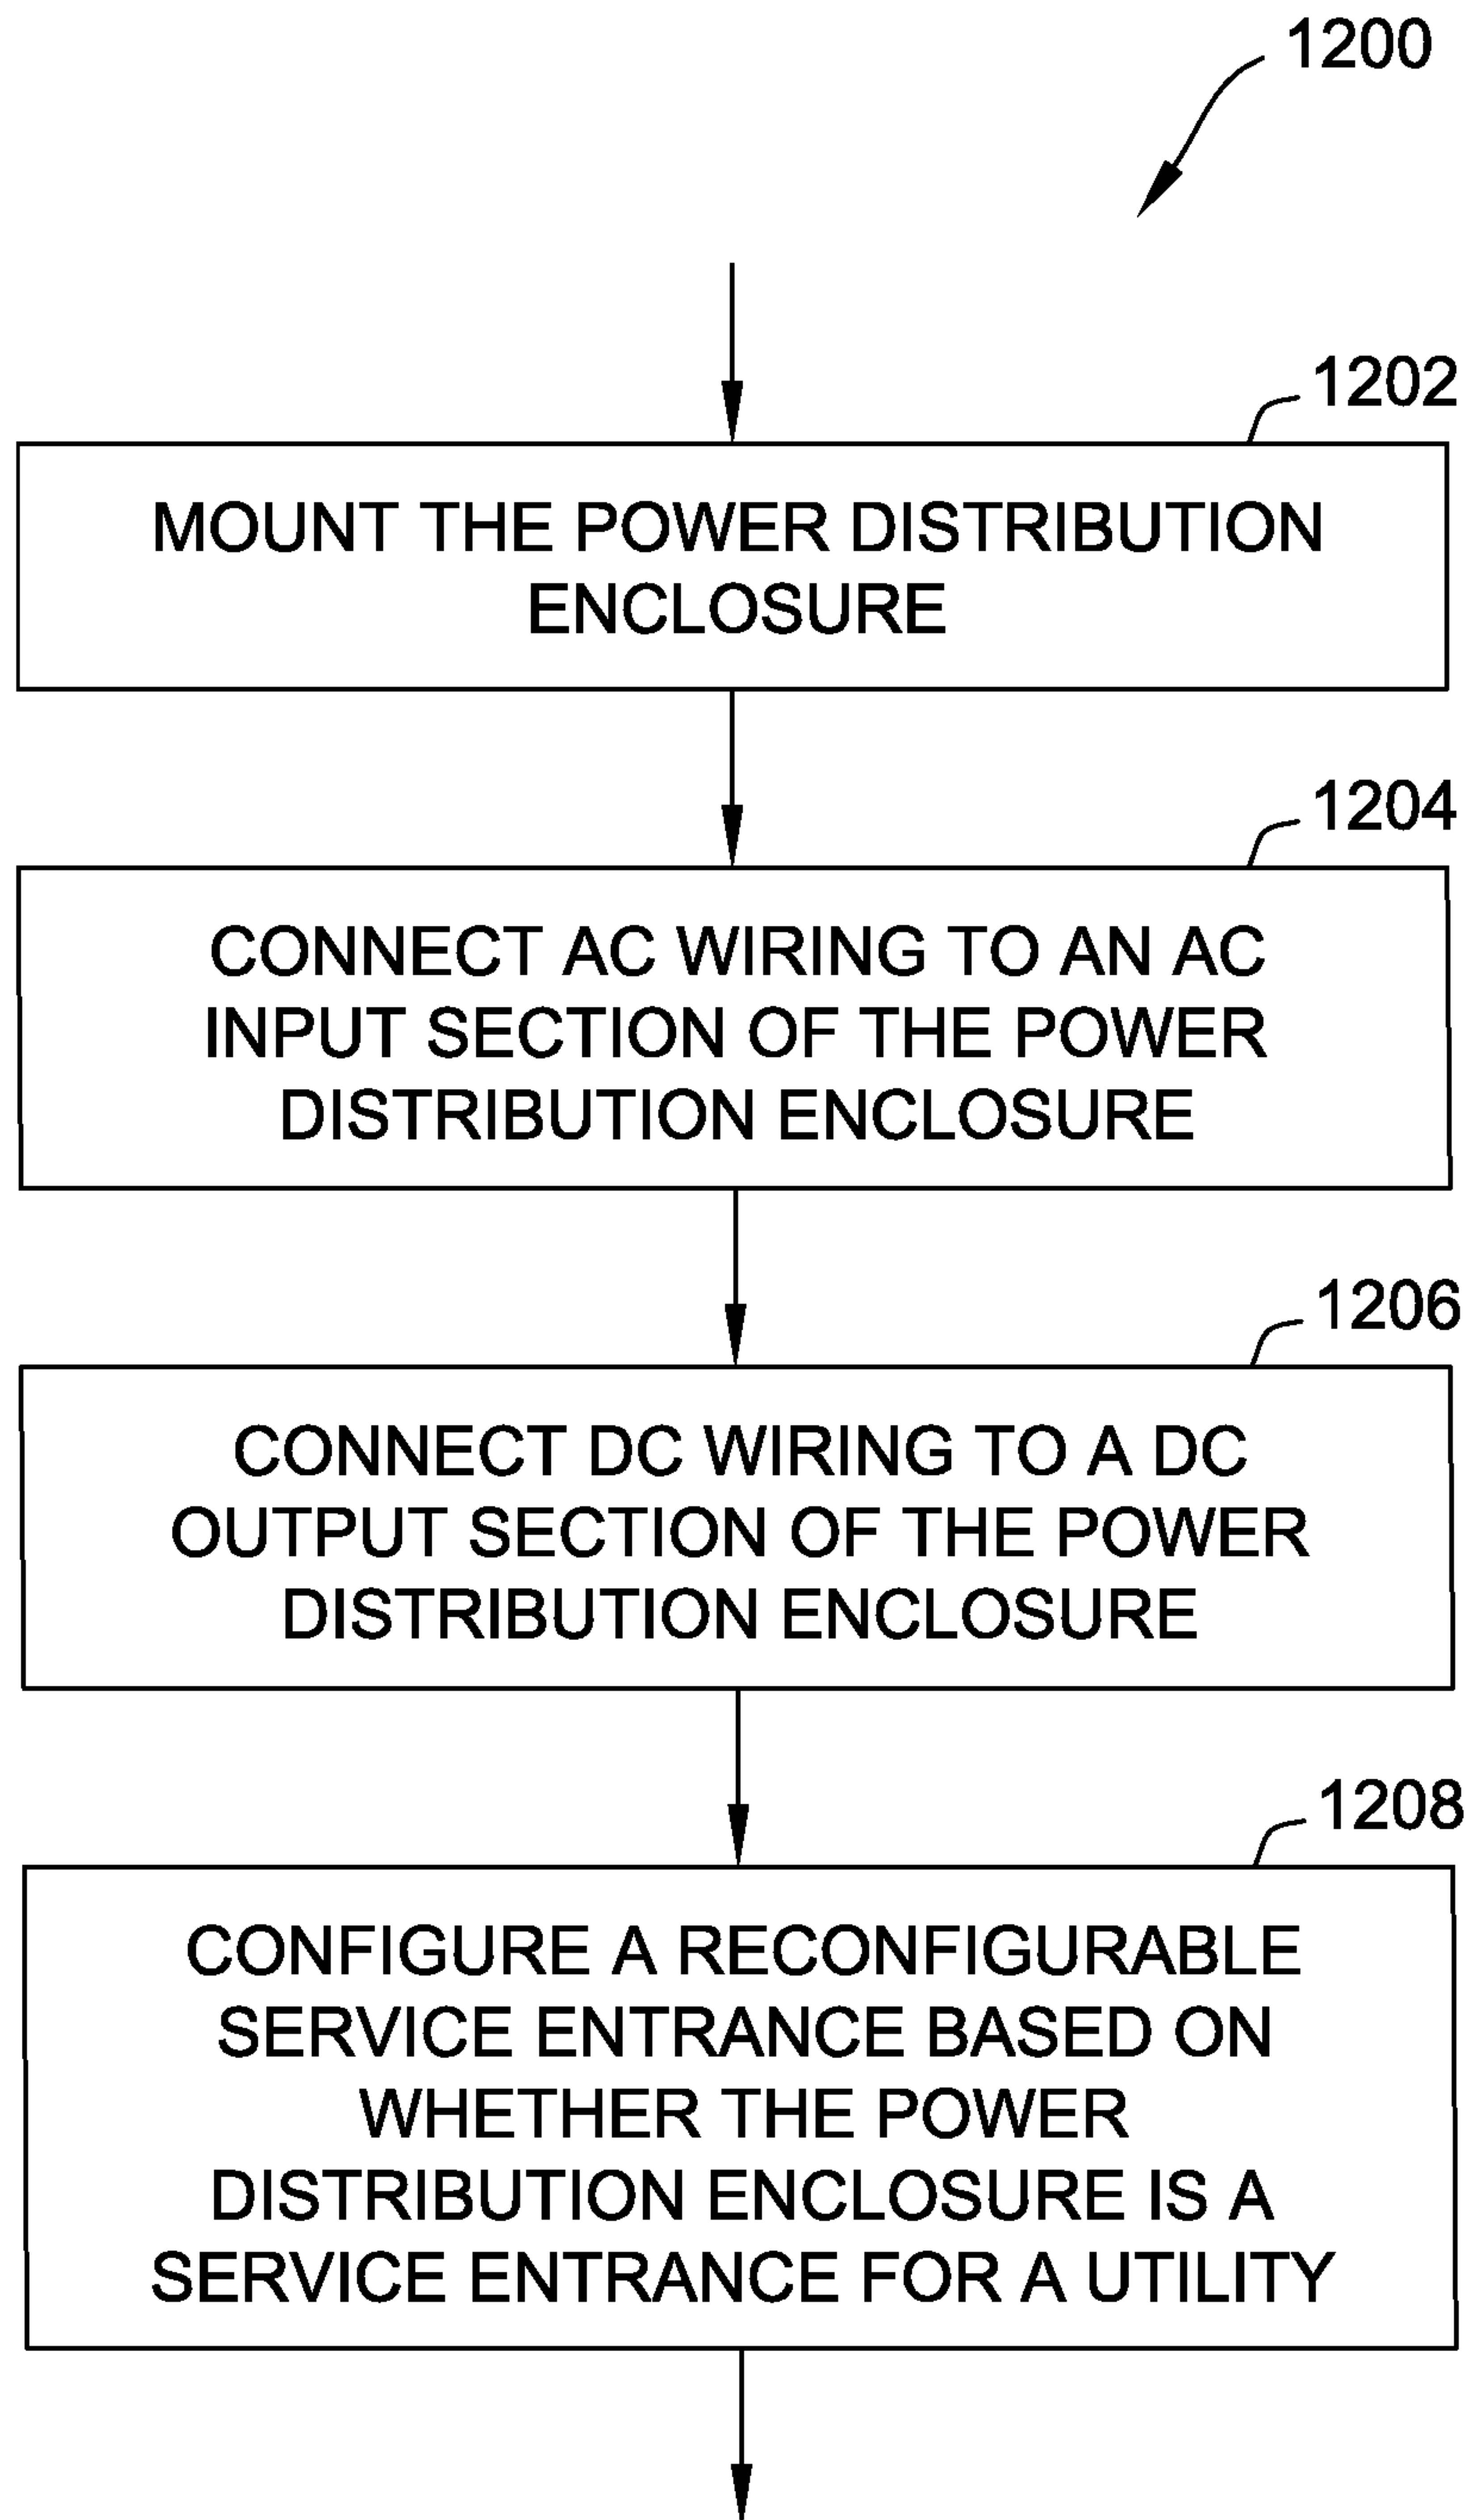 1200
1202
MOUNT THE POWER DISTRIBUTION
ENCLOSURE
1204
CONNECT AC WIRING TO AN AC
INPUT SECTION OF THE POWER
DISTRIBUTION ENCLOSURE
1206
CONNECT DC WIRING TO A DC
OUTPUT SECTION OF THE POWER
DISTRIBUTION ENCLOSURE
1208
CONFIGURE A RECONFIGURABLE
SERVICE ENTRANCE BASED ON
WHETHER THE POWER
DISTRIBUTION ENCLOSURE IS A
SERVICE ENTRANCE FOR A UTILITY